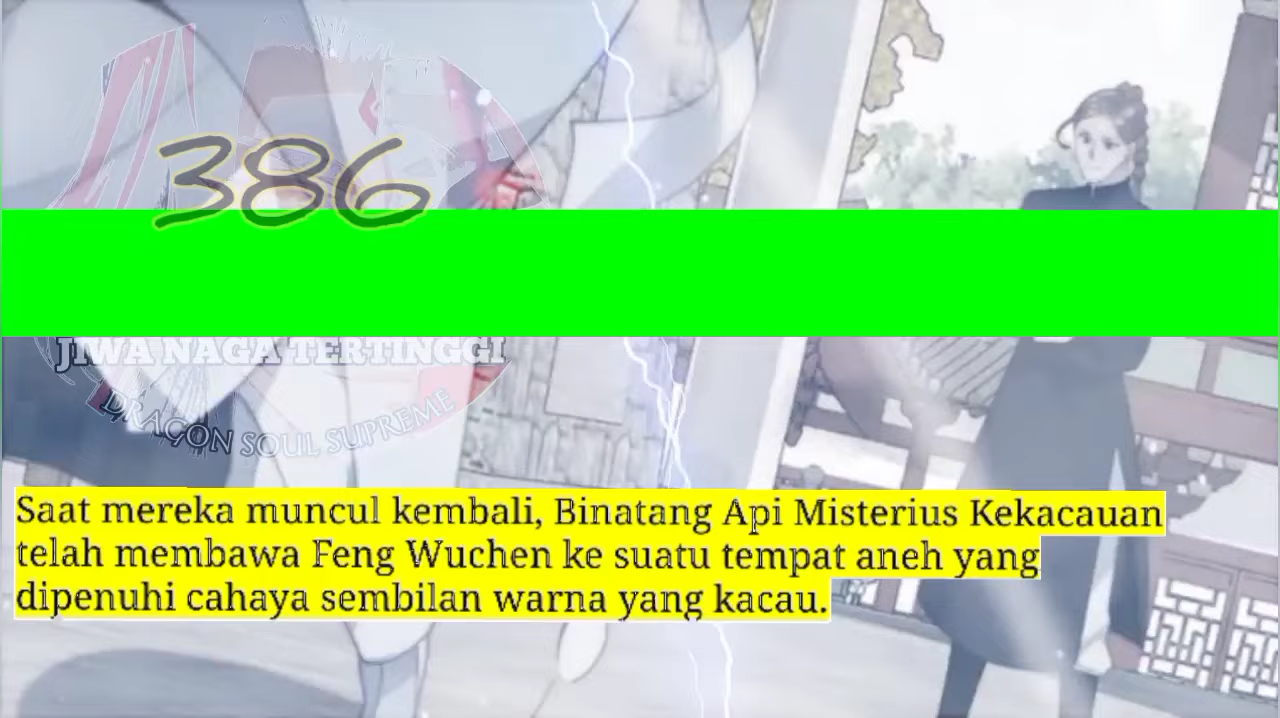 386
JIWA NAGA TERTINGGI
DRAGON SOUL SUPREME
Saat mereka muncul kembali, Binatang Api Misterius Kekacauan
telah membawa Feng Wuchen ke suatu tempat aneh yang
dipenuhi cahaya sembilan warna yang kacau.